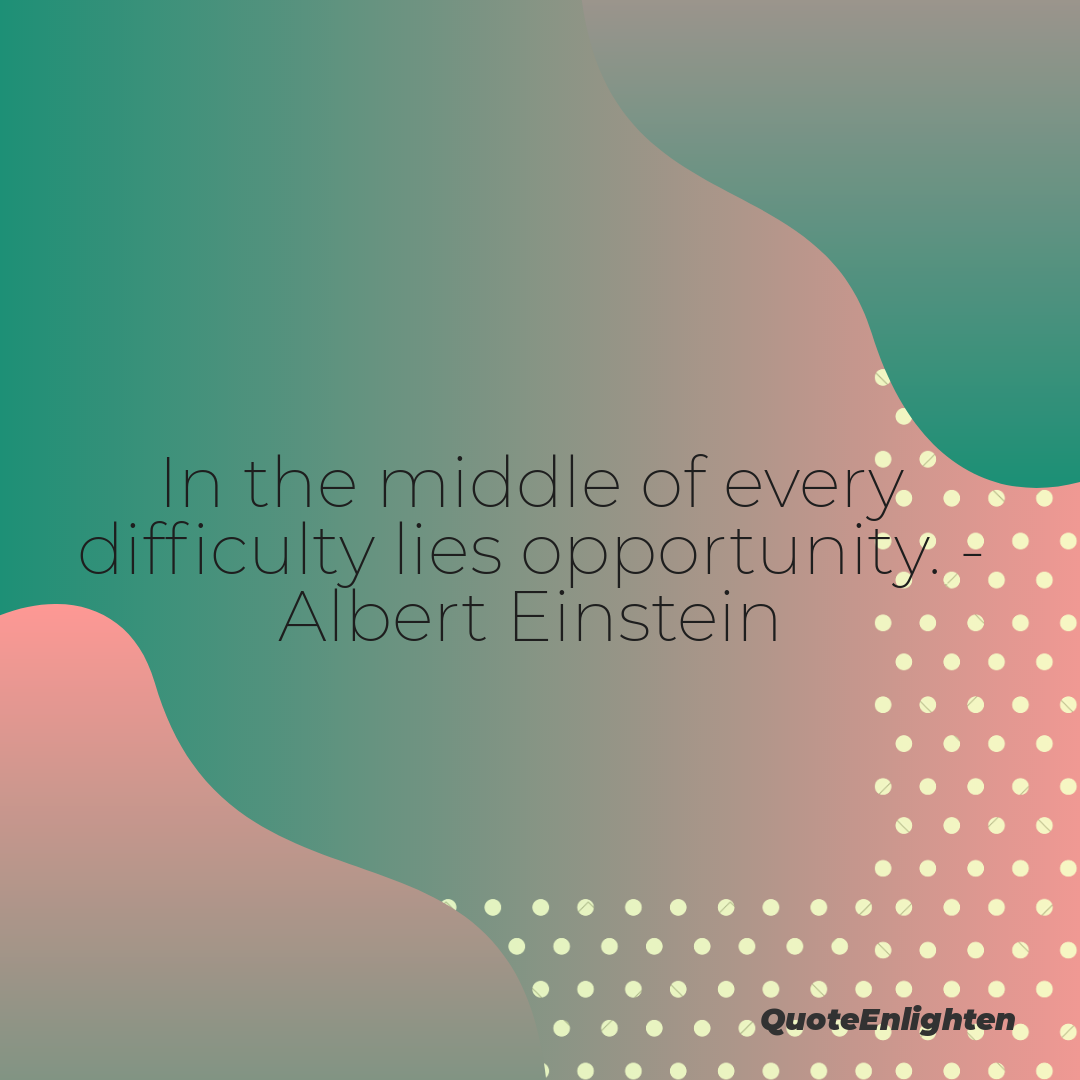 In the middle of every
difficulty lies opportunity. -
Albert Einstein
QuoteEnlighten